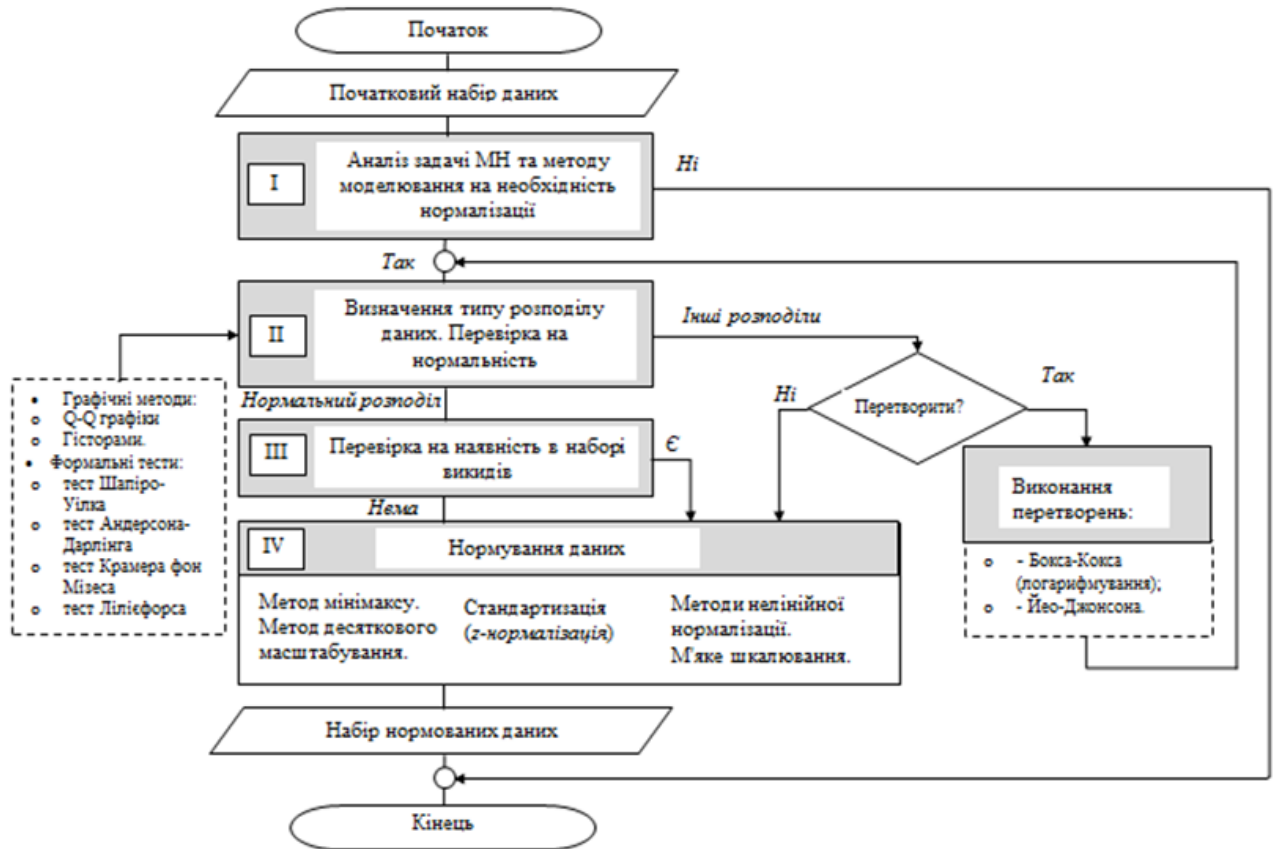 Початок
Початковий набір даних
I
Аналіз задачі МН та методу
моделювання на необхідність
нормалізації
Ні
Так
II
Визначення типу розподілу
даних. Перевірка на
нормальність
Інші розподіли
• Графічні методи:
o Q-Q графіки
o Гісторами.
• Формальні тести:
o тест Шапіро-
Уілка
o тест Андерсона-
Дарлінга
o тест Крамера фон
Мізеса
o тест Лілієфорса
Нормальний розподіл
Ні
Перетворити?
Так
III
Перевірка на наявність в наборі
викидів
Є
Нема
Виконання
перетворень:
o - Бокса-Кокса
(логарифмування);
o - Йео-Джонсона.
IV
Нормування даних
Метод мінімаксу.
Метод десяткового
масштабування.
Стандартизація
(z-нормалізація)
Методи нелінійної
нормалізації.
М'яке шкалювання.
Набір нормованих даних
Кінець